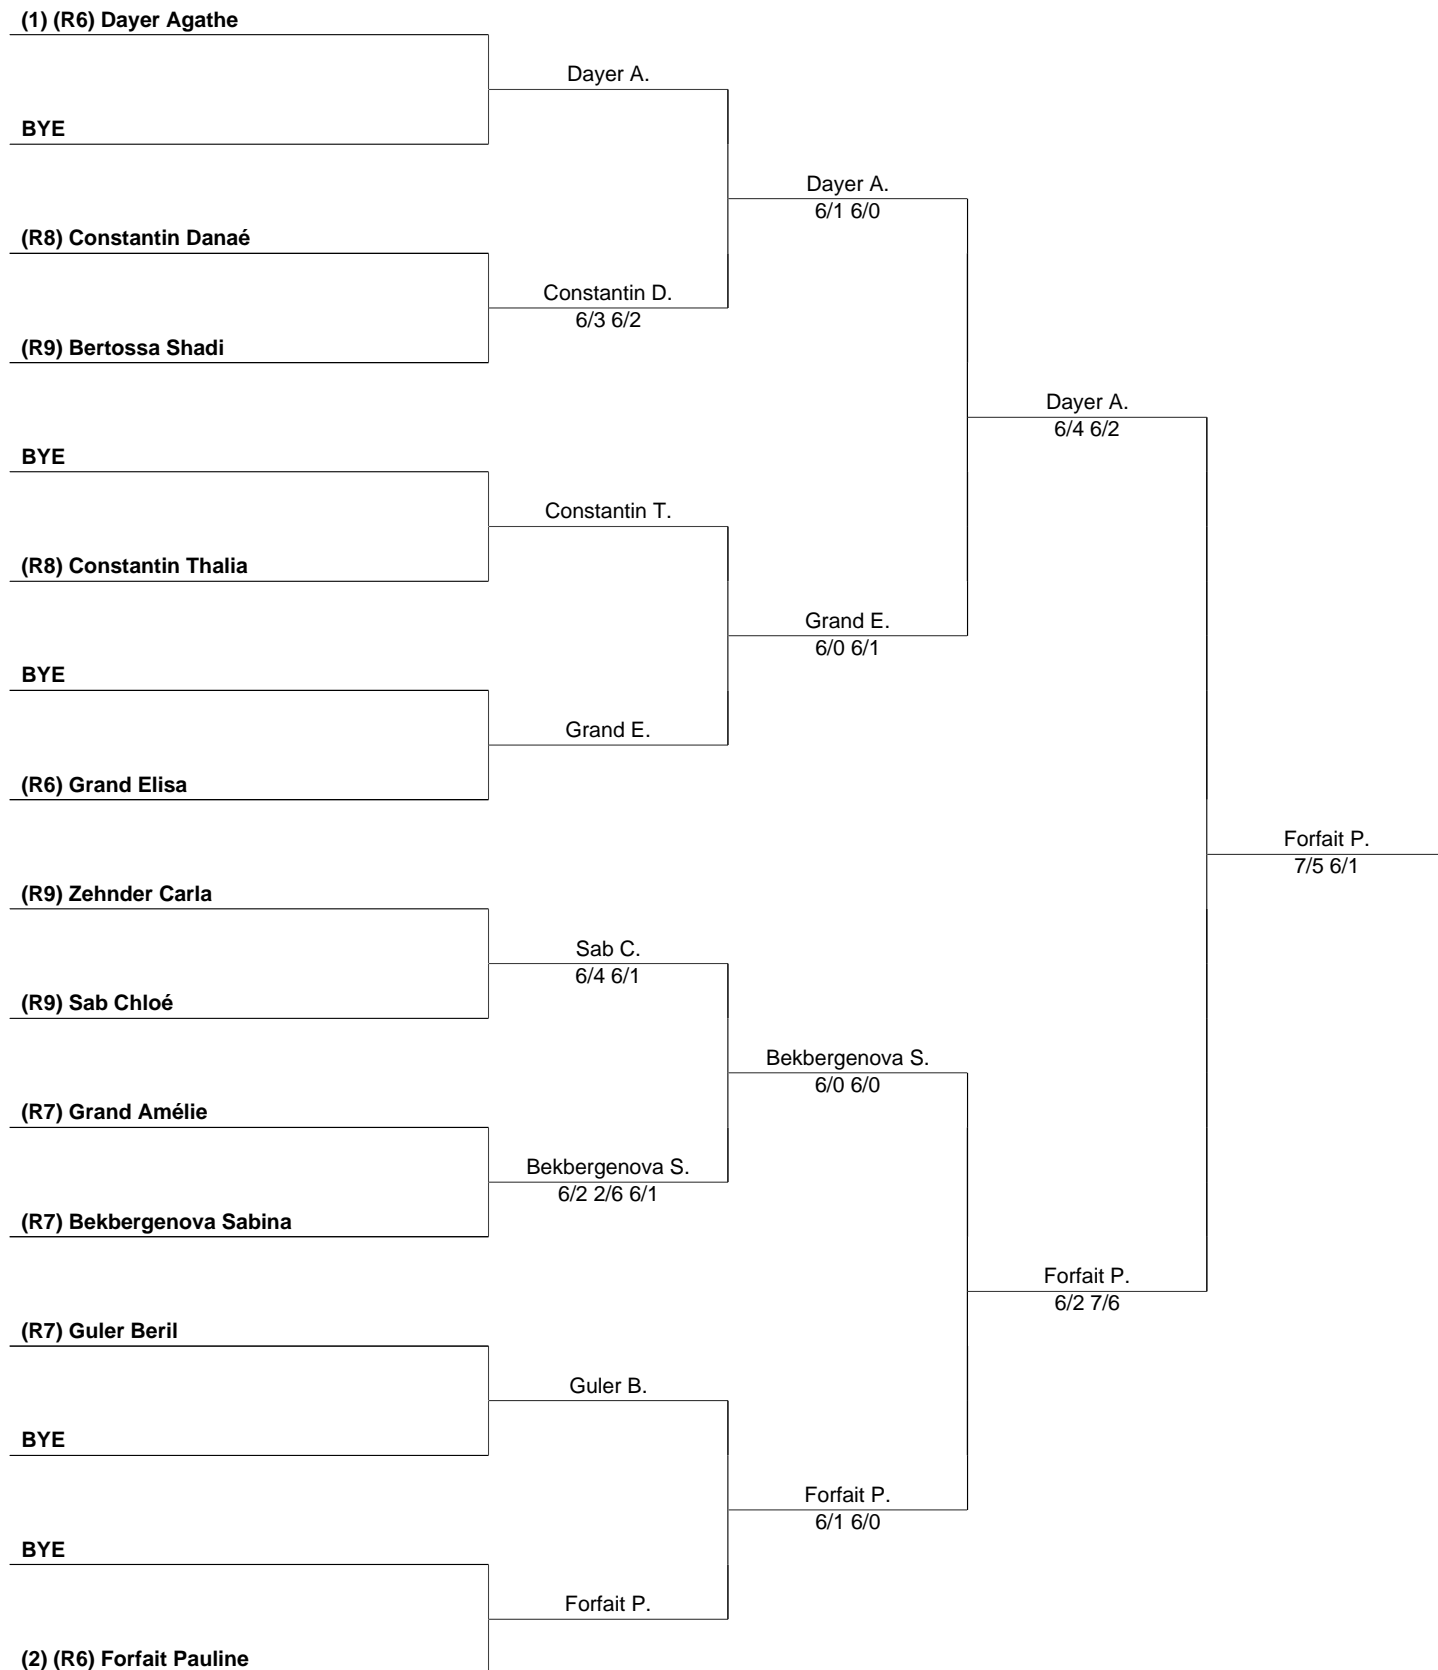 (1) (R6) Dayer Agathe
Dayer A.
BYE
Dayer A.
6/1 6/0
(R8) Constantin Danaé
Constantin D.
6/3 6/2
(R9) Bertossa Shadi
Dayer A.
6/4 6/2
BYE
Constantin T.
(R8) Constantin Thalia
Grand E.
6/0 6/1
BYE
Grand E.
(R6) Grand Elisa
Forfait P.
7/5 6/1
(R9) Zehnder Carla
Sab C.
6/4 6/1
(R9) Sab Chloé
Bekbergenova S.
6/0 6/0
(R7) Grand Amélie
Bekbergenova S.
6/2 2/6 6/1
(R7) Bekbergenova Sabina
Forfait P.
6/2 7/6
(R7) Guler Beril
Guler B.
BYE
Forfait P.
6/1 6/0
BYE
Forfait P.
(2) (R6) Forfait Pauline